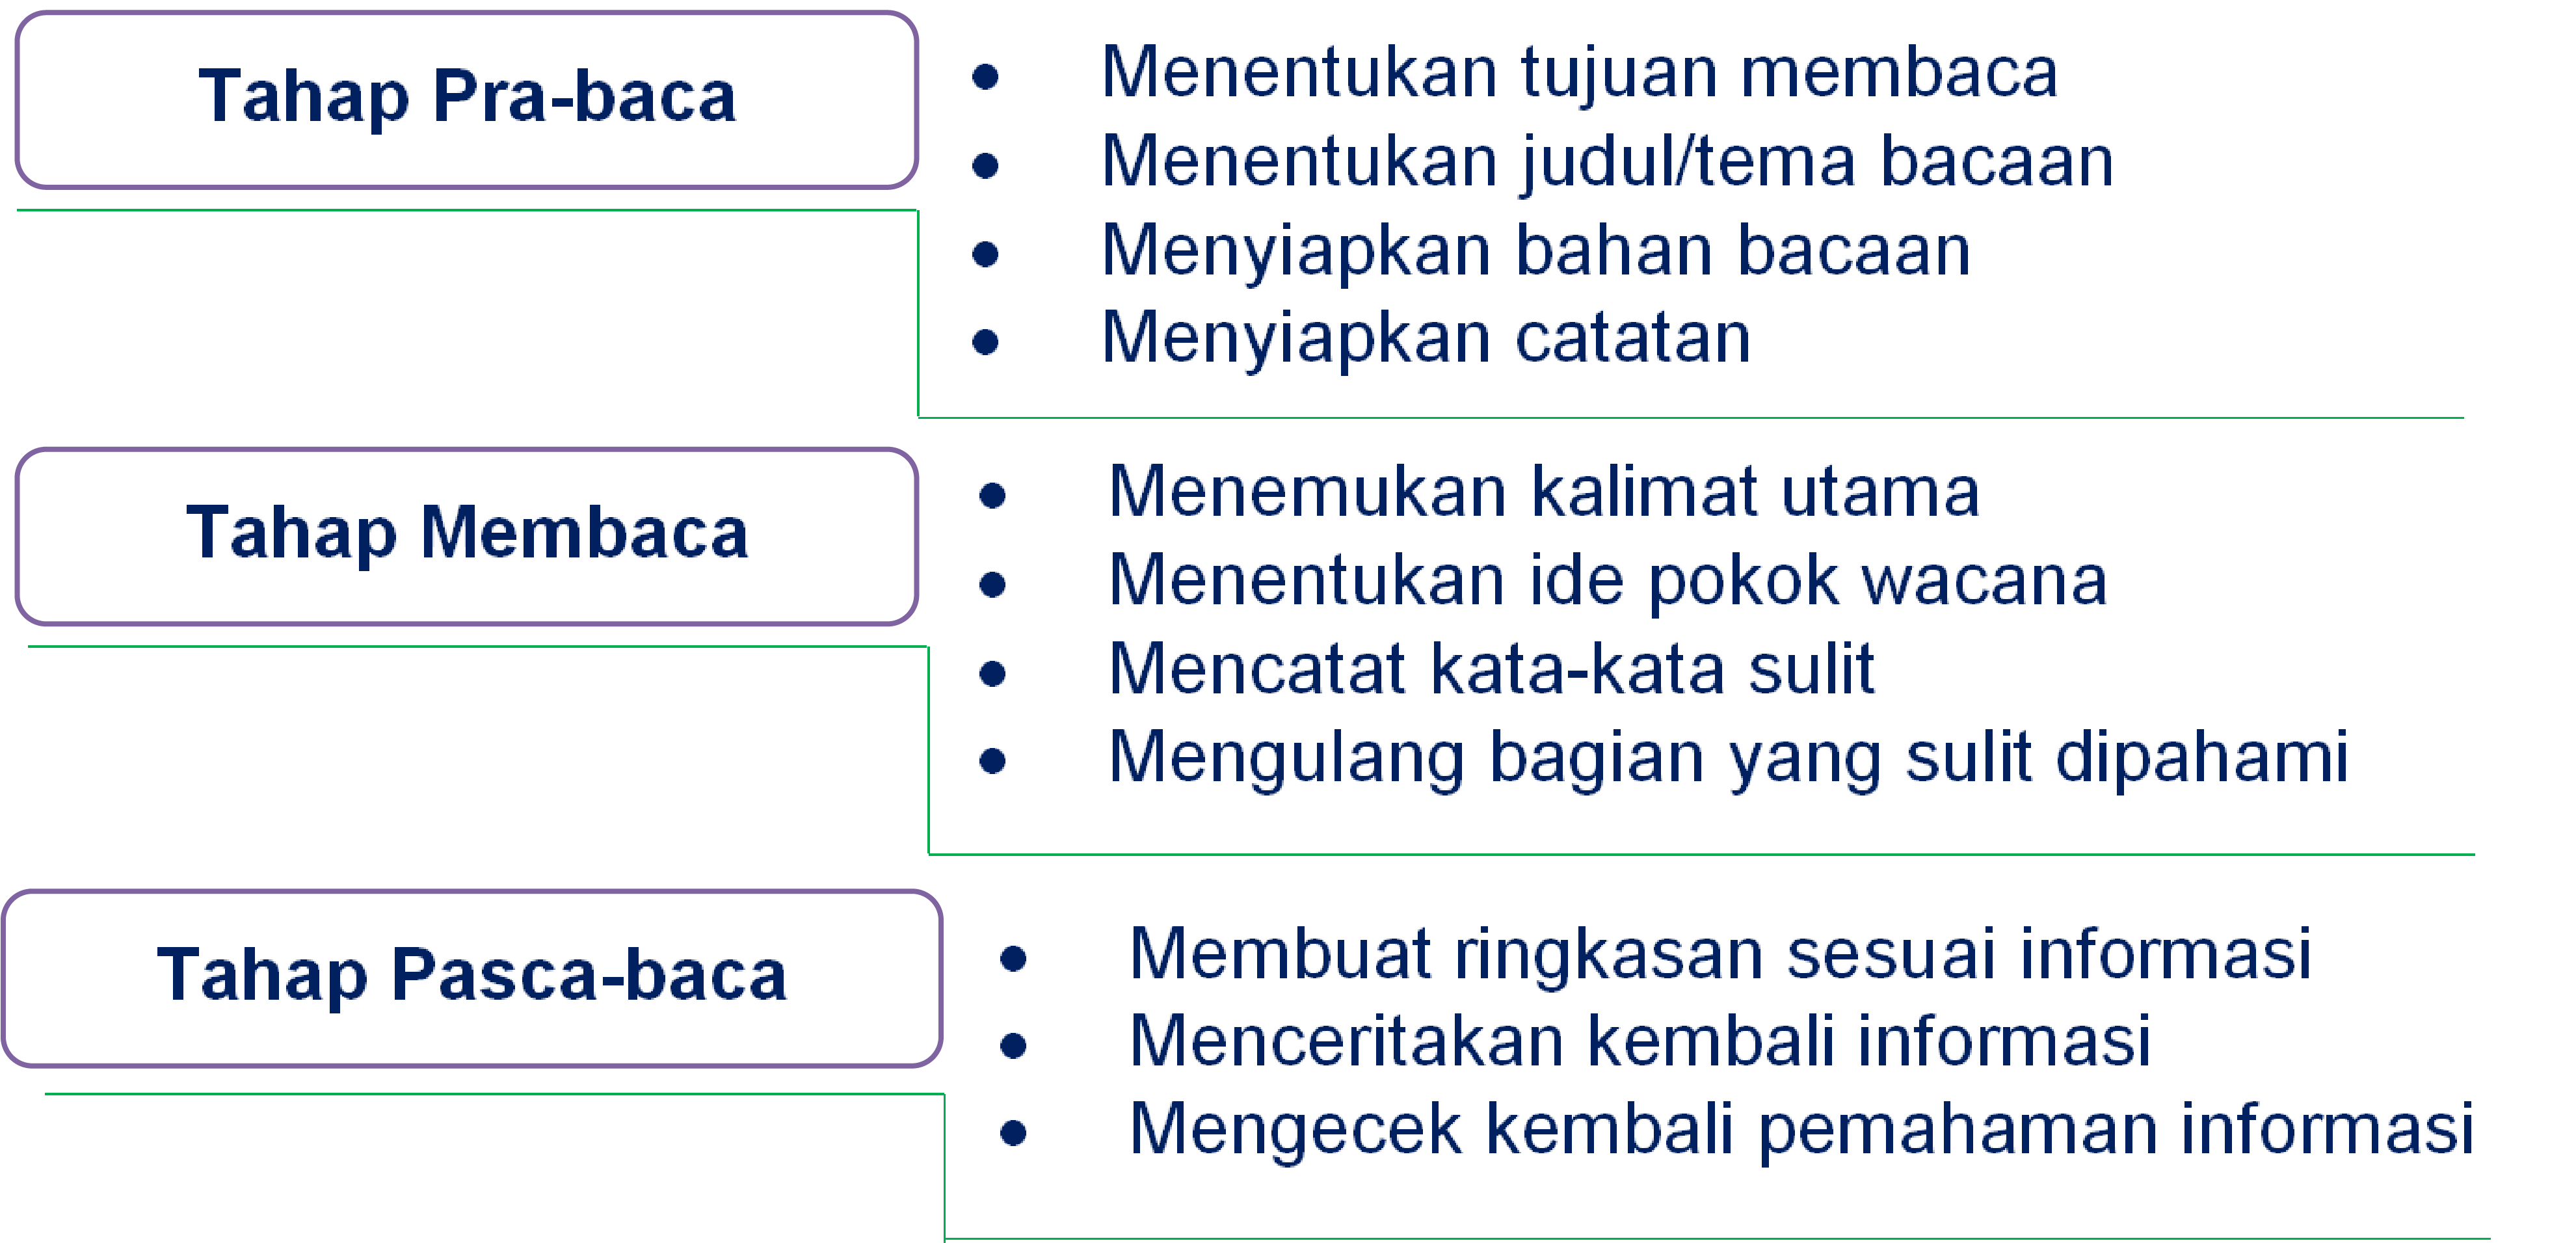 Tahap Pra-baca
• Menentukan tujuan membaca
• Menentukan judul/tema bacaan
• Menyiapkan bahan bacaan
• Menyiapkan catatan
Tahap Membaca
• Menemukan kalimat utama
• Menentukan ide pokok wacana
• Mencatat kata-kata sulit
• Mengulang bagian yang sulit dipahami
Tahap Pasca-baca
• Membuat ringkasan sesuai informasi
• Menceritakan kembali informasi
• Mengecek kembali pemahaman informasi